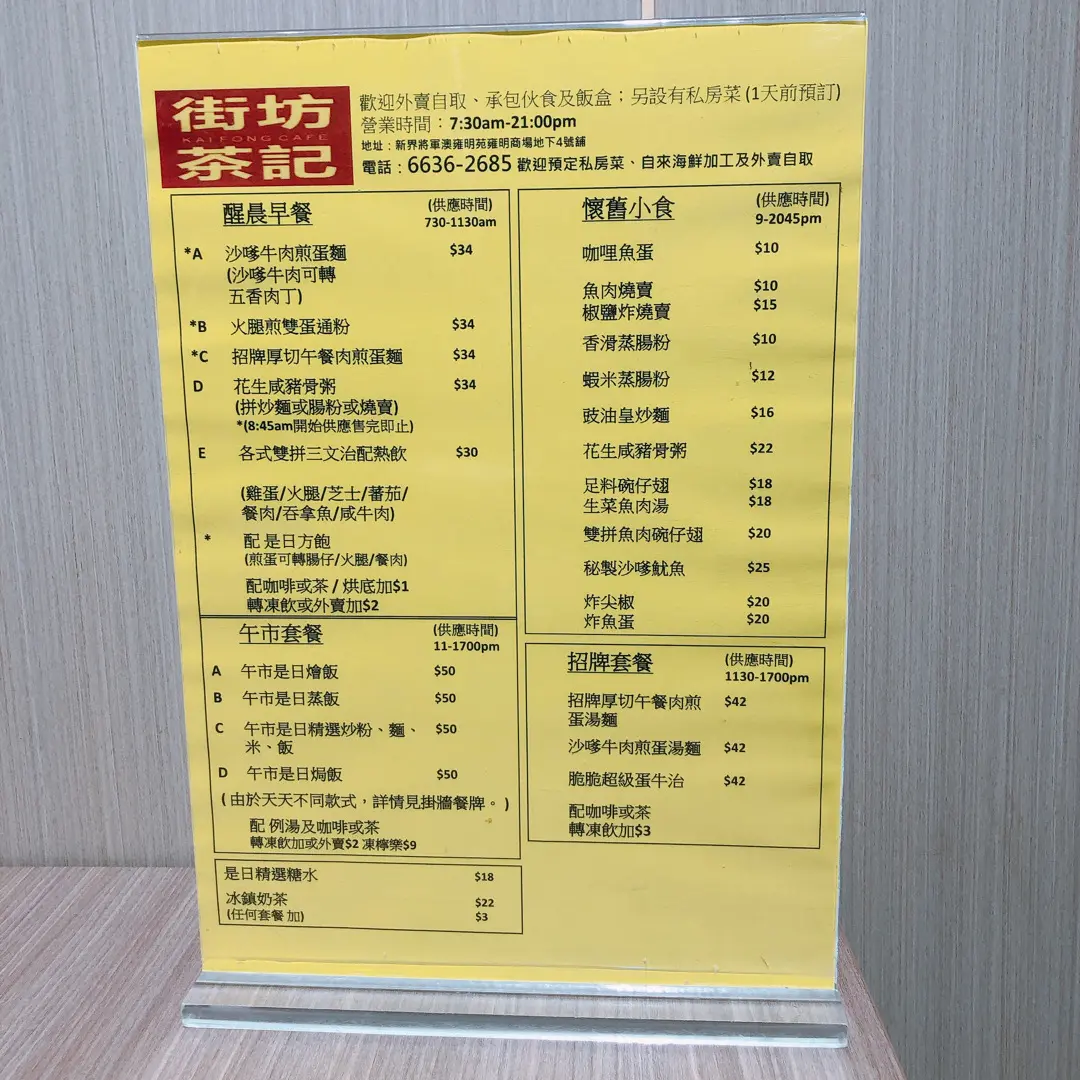 街坊
KAI FONG CAFE
茶記
歡迎外賣自取、承包伙食及飯盒；另設有私房菜 (1天前預訂)
營業時間：7:30am-21:00pm
地址：新界將軍澳雍明苑雍明商場地下4號舖
電話：6636-2685 歡迎預定私房菜、自來海鮮加工及外賣自取
醒晨早餐 (供應時間)
730-1130am
*A 沙嗲牛肉煎蛋麵 $34
(沙嗲牛肉可轉
五香肉丁)
*B 火腿煎雙蛋通粉 $34
*C 招牌厚切午餐肉煎蛋麵 $34
D 花生咸豬骨粥 $34
(拼炒麵或腸粉或燒賣)
*(8:45am開始供應售完即止)
E 各式雙拼三文治配熱飲 $30
(雞蛋/火腿/芝士/蕃茄/
餐肉/吞拿魚/咸牛肉)
* 配 是日方飽
(煎蛋可轉腸仔/火腿/餐肉)
配咖啡或茶 / 烘底加$1
轉凍飲或外賣加$2
午市套餐 (供應時間)
11-1700pm
A 午市是日燴飯 $50
B 午市是日蒸飯 $50
C 午市是日精選炒粉、麵、 $50
米、飯
D 午市是日焗飯 $50
(由於天天不同款式，詳情見掛牆餐牌。)
配 例湯及咖啡或茶
轉凍飲加或外賣$2 凍檸樂$9
是日精選糖水 $18
冰鎮奶茶 $22
(任何套餐 加) $3
懷舊小食 (供應時間)
9-2045pm
咖哩魚蛋 $10
魚肉燒賣 $10
椒鹽炸燒賣 $15
香滑蒸腸粉 $10
蝦米蒸腸粉 $12
豉油皇炒麵 $16
花生咸豬骨粥 $22
足料碗仔翅 $18
生菜魚肉湯 $18
雙拼魚肉碗仔翅 $20
秘製沙嗲魷魚 $25
炸尖椒 $20
炸魚蛋 $20
招牌套餐 (供應時間)
1130-1700pm
招牌厚切午餐肉煎 $42
蛋湯麵
沙嗲牛肉煎蛋湯麵 $42
脆脆超級蛋牛治 $42
配咖啡或茶
轉凍飲加$3